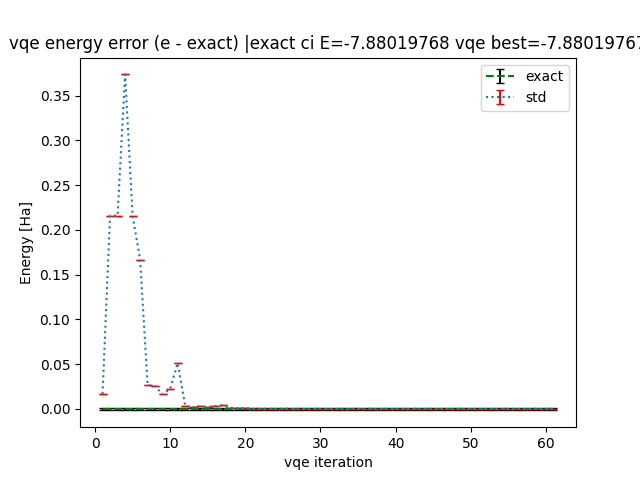 vqe energy error (e - exact) |exact ci E=-7.88019768 vqe best=-7.88019767
exact
std
0.35
0.30
0.25
0.20
0.15
0.10
0.05
0.00
Energy [Ha]
0 10 20 30 40 50 60
vqe iteration